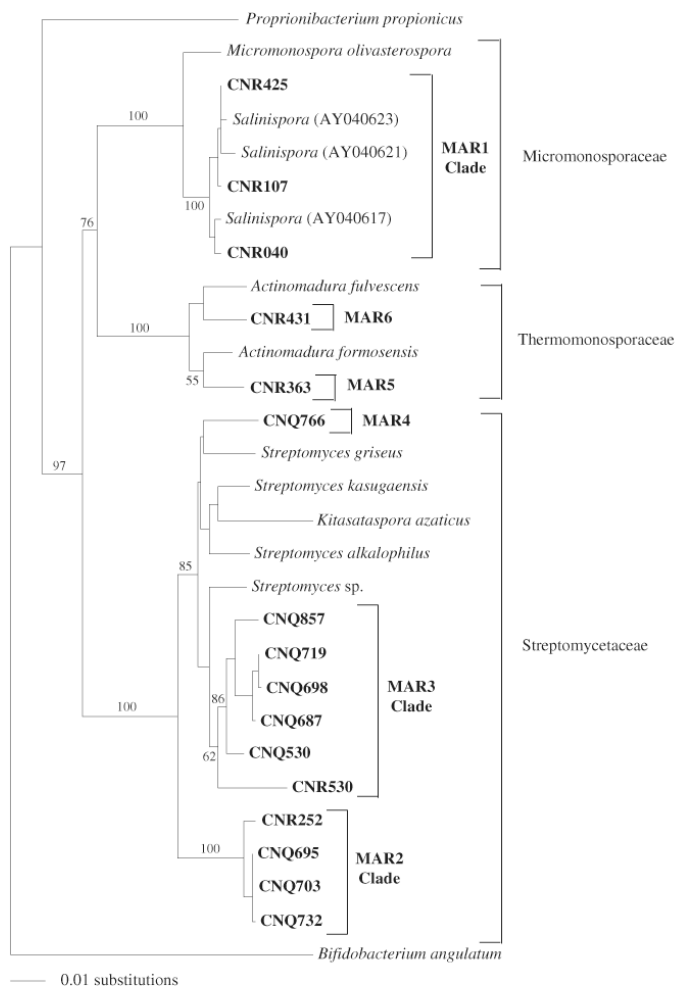 Proprionibacterium propionicus
Micromonospora olivasterospora
CNR425
100
Salinispora (AY040623)
MAR1
Clade
Salinispora (AY040621)
Micromonosporaceae
CNR107
100
Salinispora (AY040617)
76
CNR040
Actinomadura fulvescens
CNR431
MAR6
100
Thermomonosporaceae
Actinomadura formosensis
55
CNR363
MAR5
CNQ766
MAR4
Streptomyces griseus
97
Streptomyces kasugaensis
Kitasataspora azaticus
Streptomyces alkalophilus
85
Streptomyces sp.
CNQ857
Streptomycetaceae
CNQ719
CNQ698
MAR3
Clade
86
100
CNQ687
CNQ530
62
CNR530
CNR252
100
CNQ695
MAR2
Clade
CNQ703
CNQ732
Bifidobacterium angulatum
0.01 substitutions